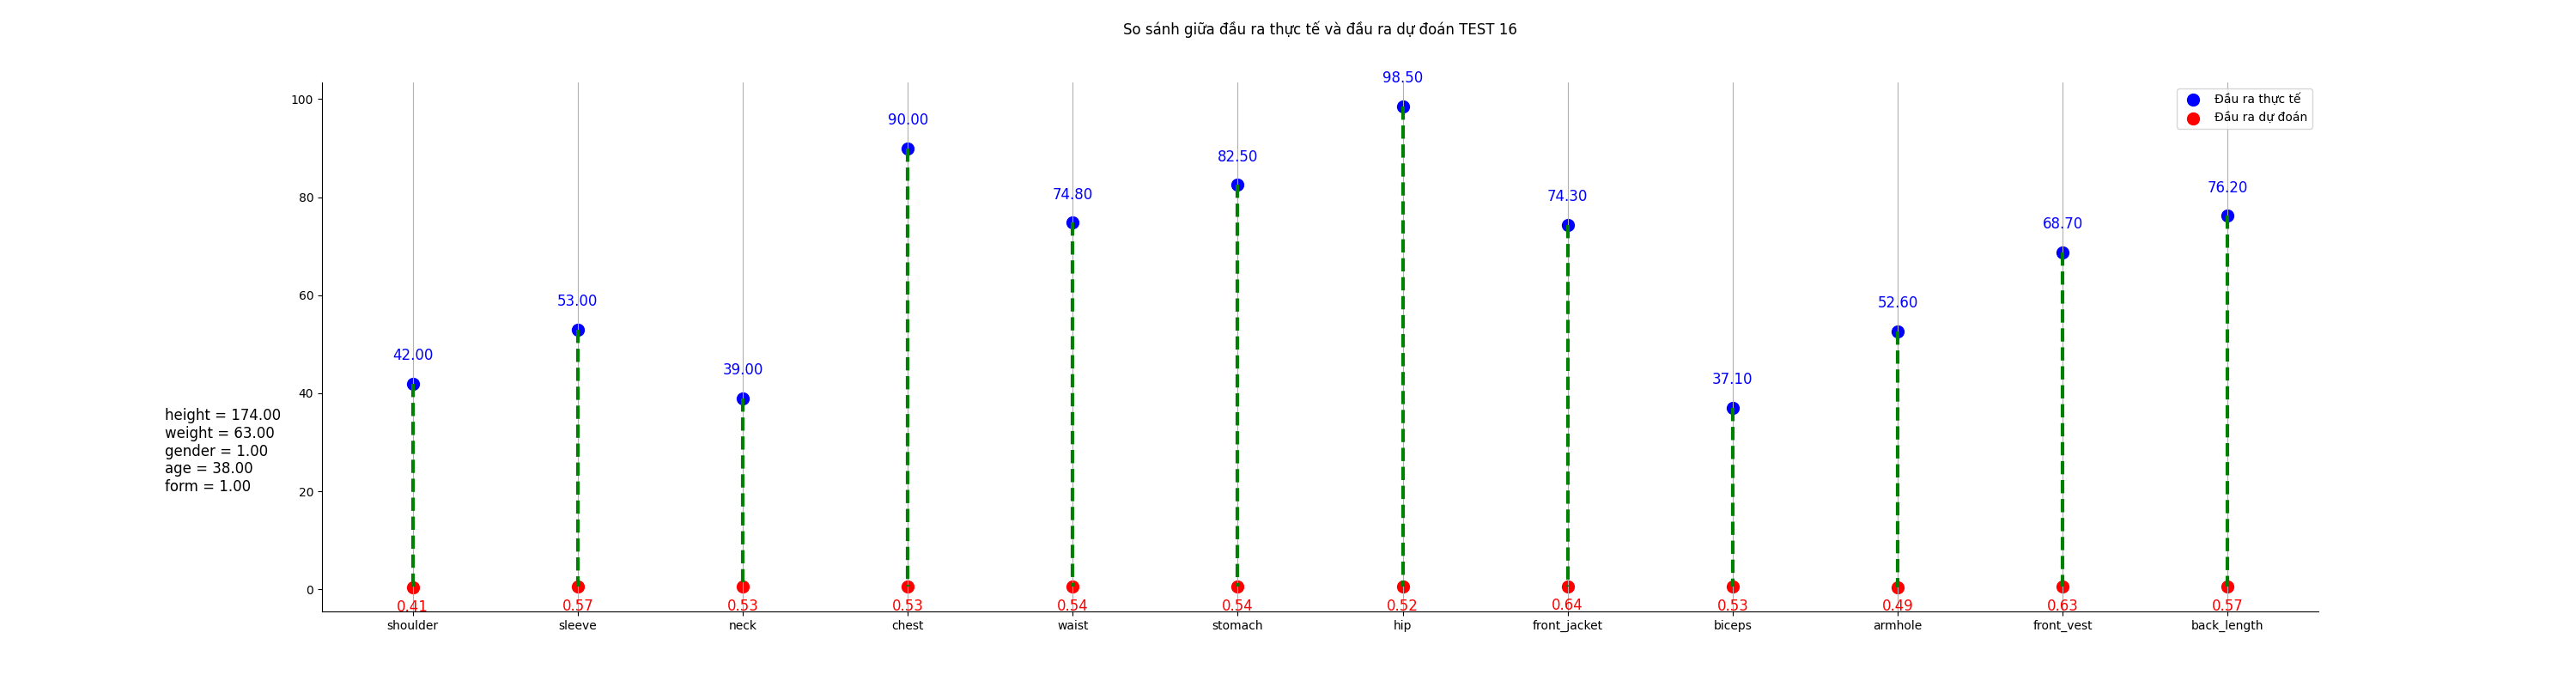 So sánh giữa đầu ra thực tế và đầu ra dự đoán TEST 16
98.50
100
90.00
82.50
80
74.80
74.30
76.20
68.70
60
53.00
52.60
42.00
40
39.00
37.10
height = 174.00
weight = 63.00
gender = 1.00
age = 38.00
form = 1.00
20
0
0.41 0.57 0.53 0.53 0.54 0.54 0.52 0.64 0.53 0.49 0.63 0.57
shoulder sleeve neck chest waist stomach hip front_jacket biceps armhole front_vest back_length
Đầu ra thực tế
Đầu ra dự đoán